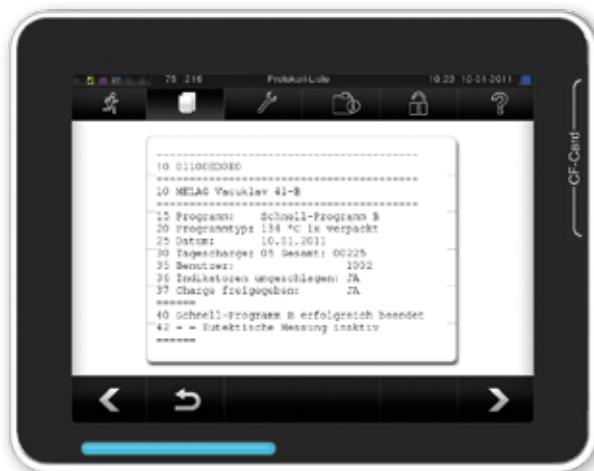 75 .216 Protokoll-Liste 10:23 10-01-2011
------------------------------------------
10
==========================================
10 MELAG Vacuklav 41-B
==========================================
15 Programm: Schnell-Programm B
20 Programmtyp: 134 °C 1x verpackt
25 Datum: 10.01.2011
30 Tagescharge: 05 Gesamt: 00225
35 Benutzer: 1002
36 Indikatoren umgeschlagen: JA
37 Charge freigegeben: JA
======
40 Schnell-Programm B erfolgreich beendet
42 - - Eutektische Messung inaktiv
======
CF-Card